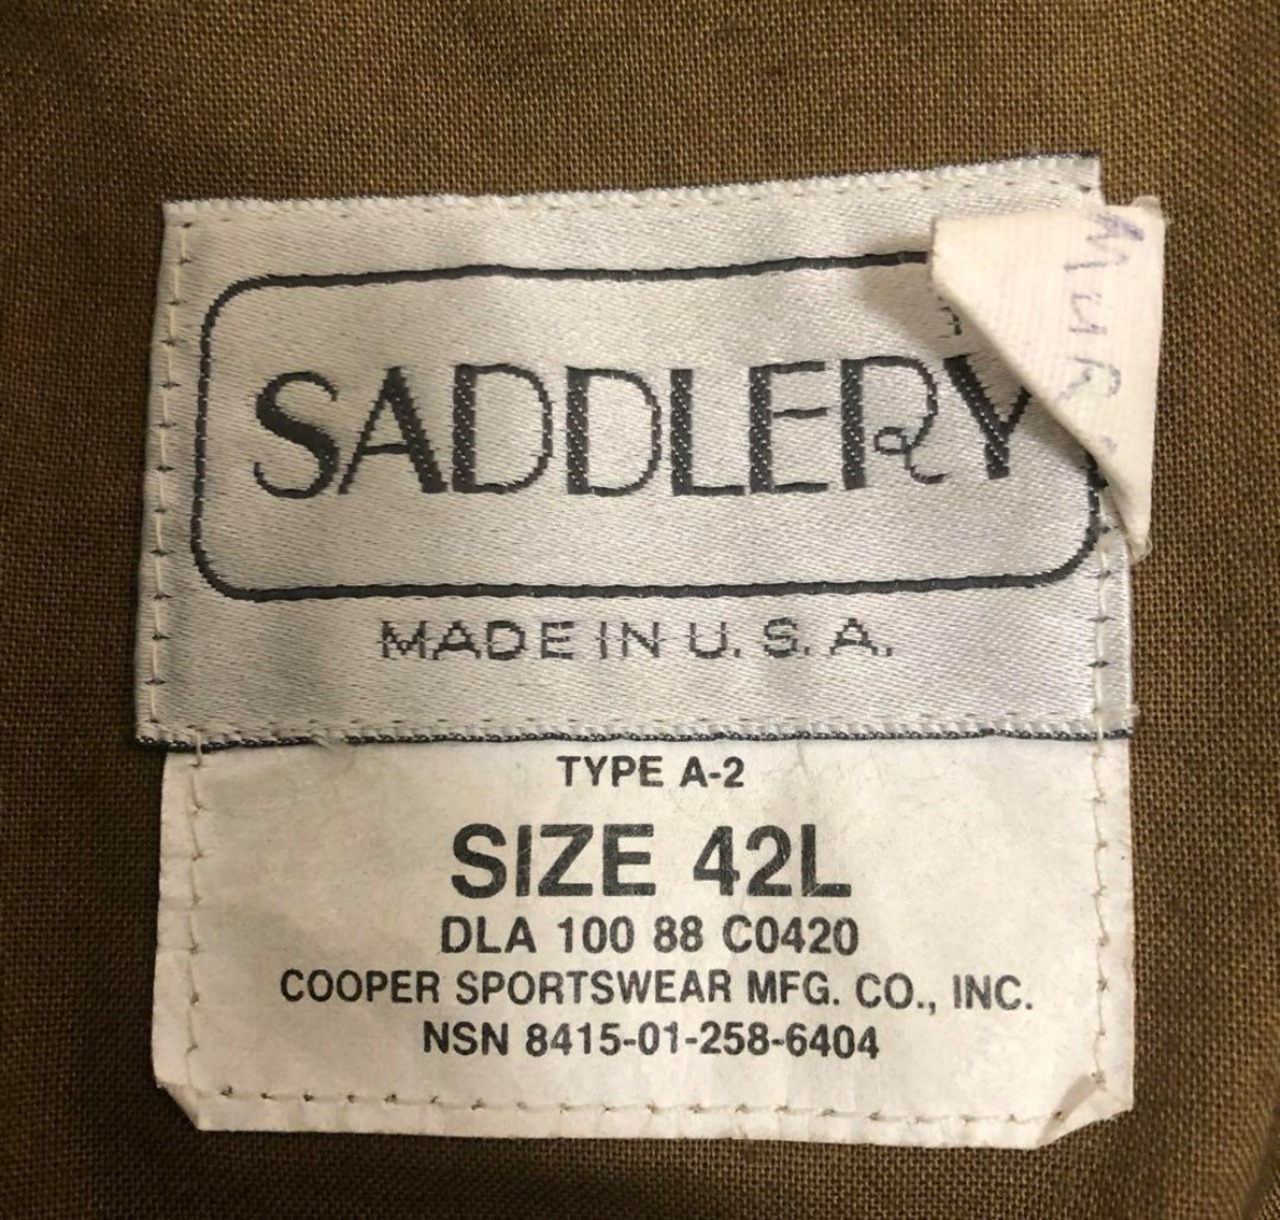 SADDLERY
MADE IN U.S.A.
TYPE A-2
SIZE 42L
DLA 100 88 C0420
COOPER SPORTSWEAR MFG. CO., INC.
NSN 8415-01-258-6404